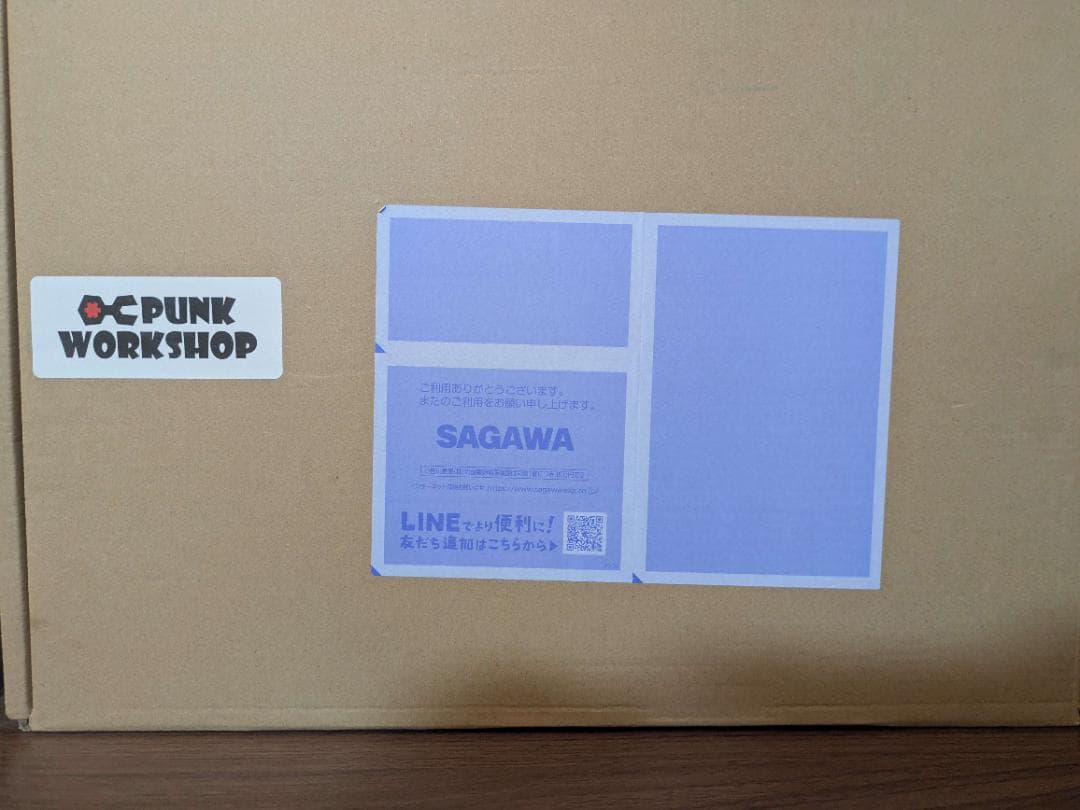 PUNK
WORKSHOP
ご利用ありがとうございます。
またのご利用をお願い申し上げます。
SAGAWA
LINEでより便利に!
友だち追加はこちらから▶